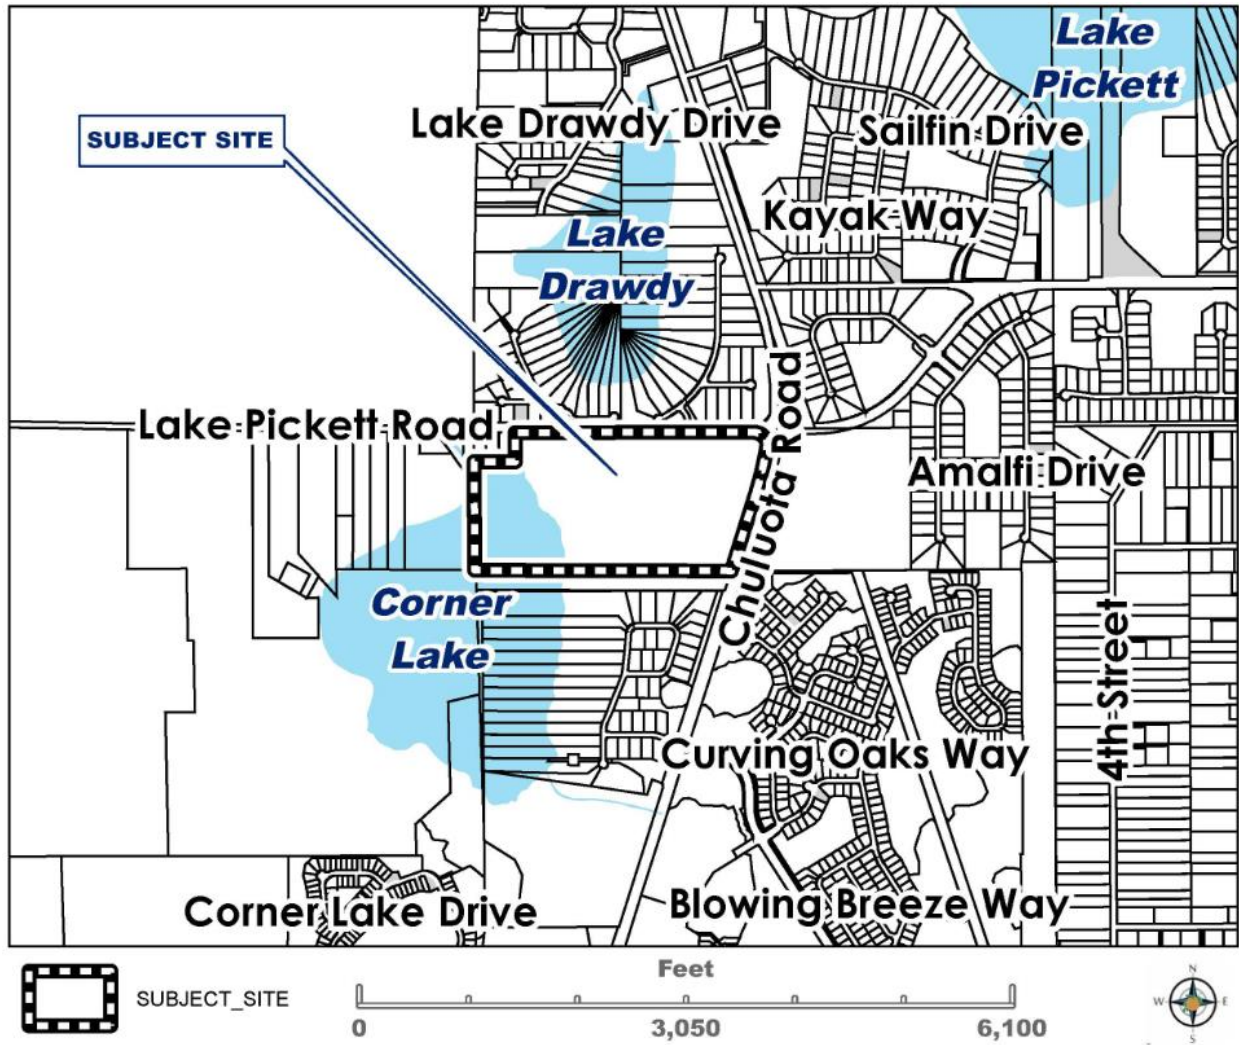 Lake
Pickett
Lake Drawdy Drive
Sailfin Drive
SUBJECT SITE
Kayak Way
Lake
Drawdy
Chuluota Road
Lake Pickett Road
Amalfi Drive
Corner
Lake
4th Street
Curving Oaks Way
Corner Lake Drive
Blowing Breeze Way
SUBJECT_SITE
Feet
0 3,050 6,100
N
W E
S